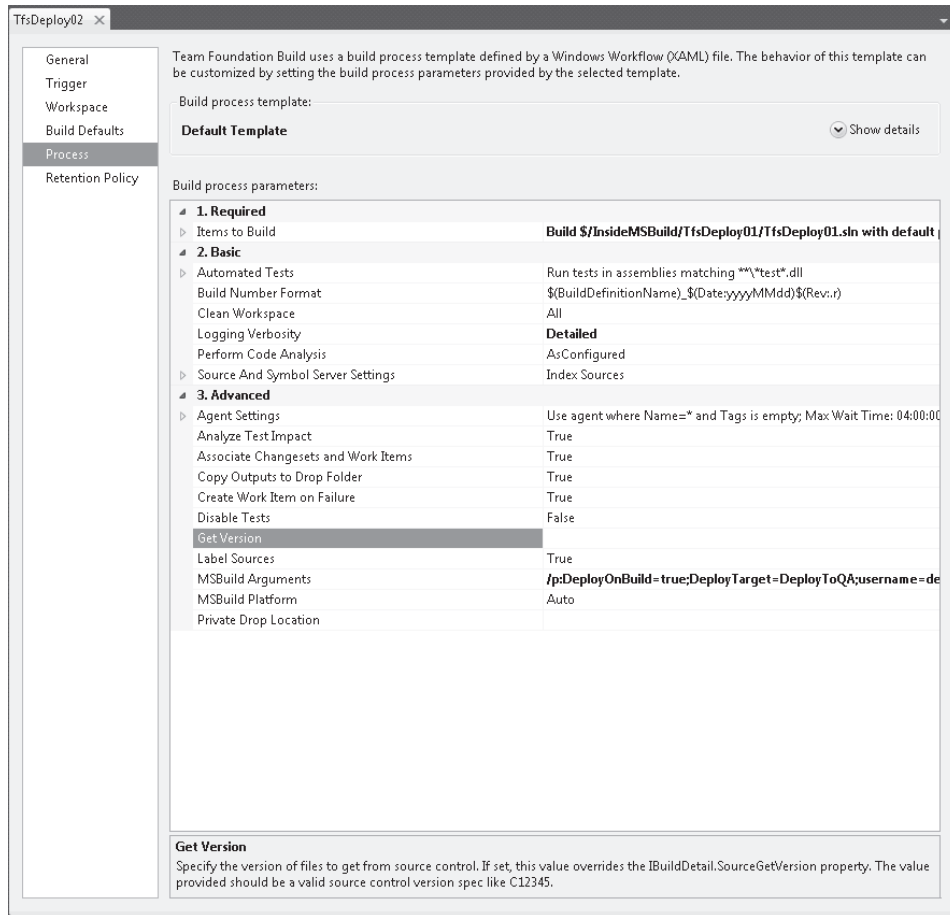 TfsDeploy02
General
Trigger
Workspace
Build Defaults
Process
Retention Policy
Team Foundation Build uses a build process template defined by a Windows Workflow (XAML) file. The behavior of this template can
be customized by setting the build process parameters provided by the selected template.
Build process template:
Default Template Show details
Build process parameters:
1. Required
Items to Build Build $/InsideMSBuild/TfsDeploy01/TfsDeploy01.sln with default
2. Basic
Automated Tests Run tests in assemblies matching **\*test*.dll
Build Number Format $(BuildDefinitionName)_$(Date:yyyyMMdd)$(Rev:.r)
Clean Workspace All
Logging Verbosity Detailed
Perform Code Analysis AsConfigured
Source And Symbol Server Settings Index Sources
3. Advanced
Agent Settings Use agent where Name=* and Tags is empty; Max Wait Time: 04:00:00
Analyze Test Impact True
Associate Changesets and Work Items True
Copy Outputs to Drop Folder True
Create Work Item on Failure True
Disable Tests False
Get Version
Label Sources True
MSBuild Arguments /p:DeployOnBuild=true;DeployTarget=DeployToQA;username=de
MSBuild Platform Auto
Private Drop Location
Get Version
Specify the version of files to get from source control. If set, this value overrides the IBuildDetail.SourceGetVersion property. The value
provided should be a valid source control version spec like C12345.